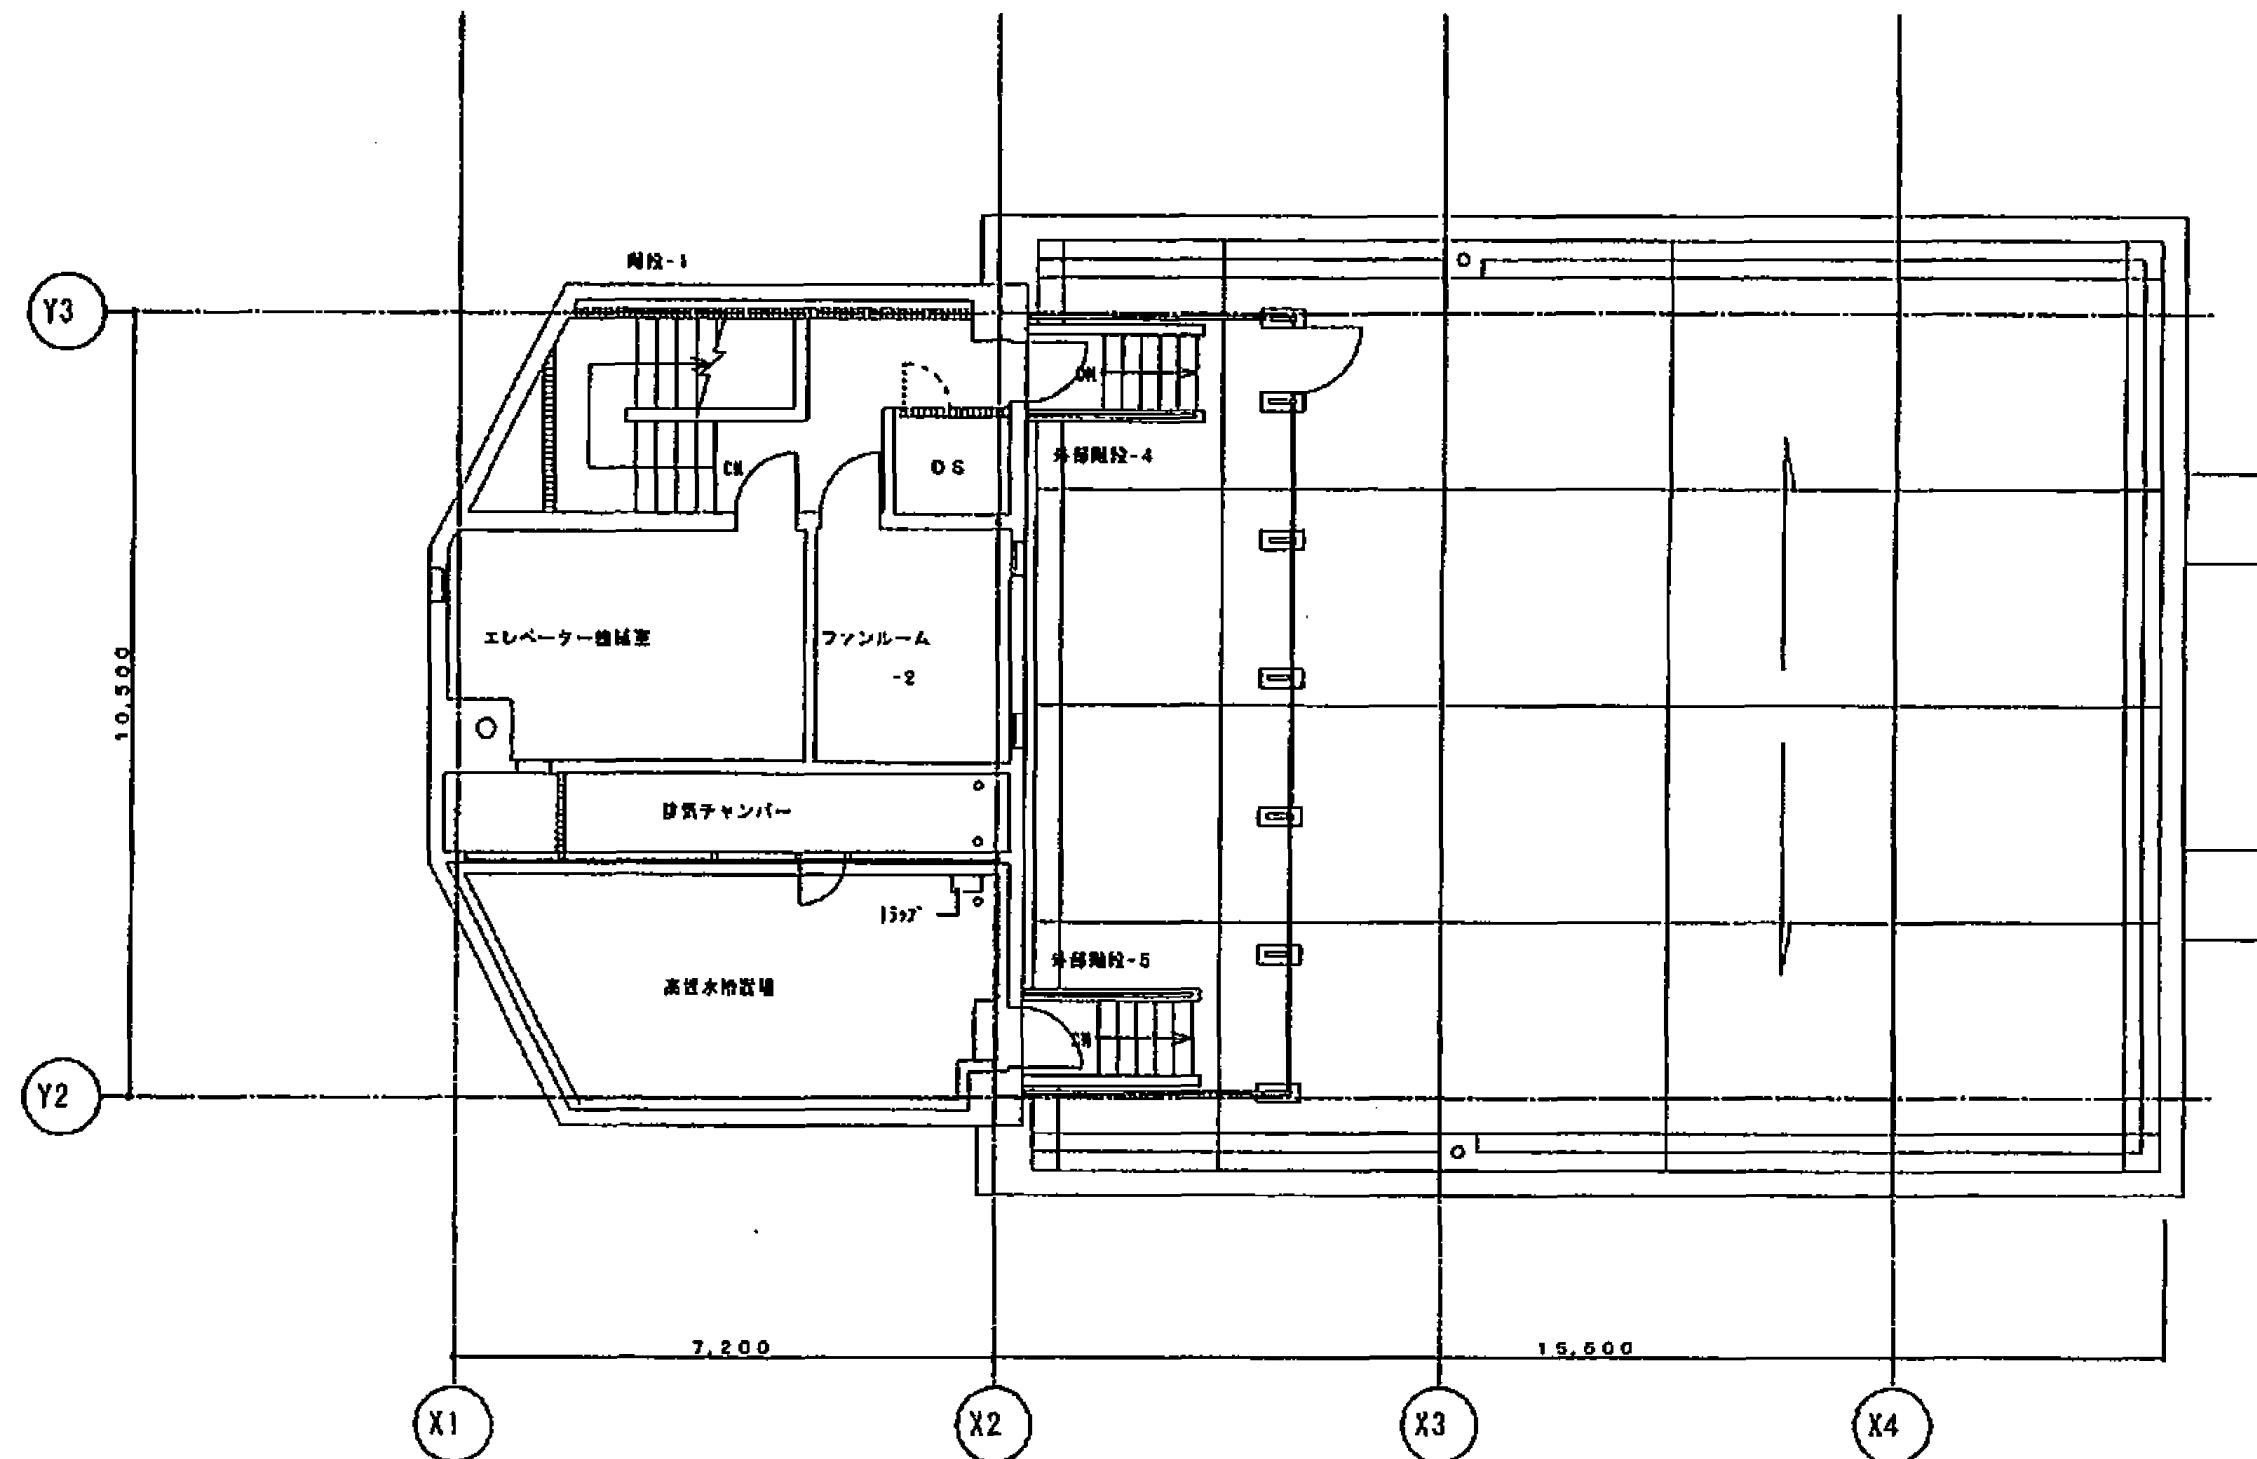 階段-1
Y3
DN
外部階段-4
DN
DS
エレベーター機械室
ファンルーム
-2
10,500
排気チャンバー
トラップ
外部階段-5
高置水槽置場
DN
Y2
7,200
15,600
X1
X2
X3
X4